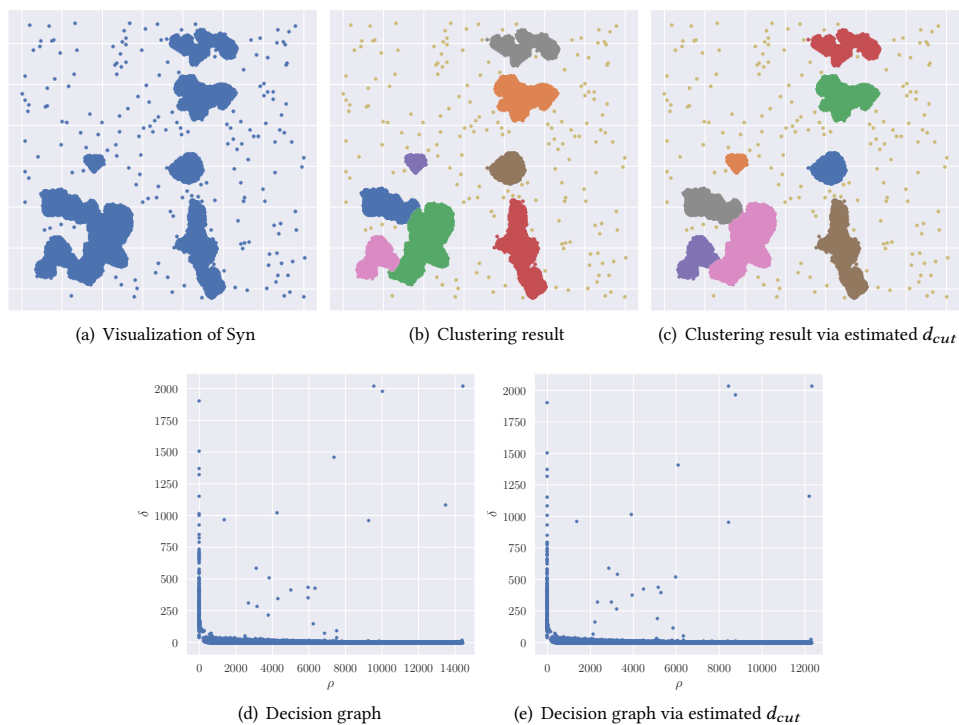 (a) Visualization of Syn
(b) Clustering result
(c) Clustering result via estimated d_cut
2000
1750
1500
1250
1000
750
500
250
0
δ
0 2000 4000 6000 8000 10000 12000 14000
ρ
(d) Decision graph
2000
1750
1500
1250
1000
750
500
250
0
δ
0 2000 4000 6000 8000 10000 12000
ρ
(e) Decision graph via estimated d_cut